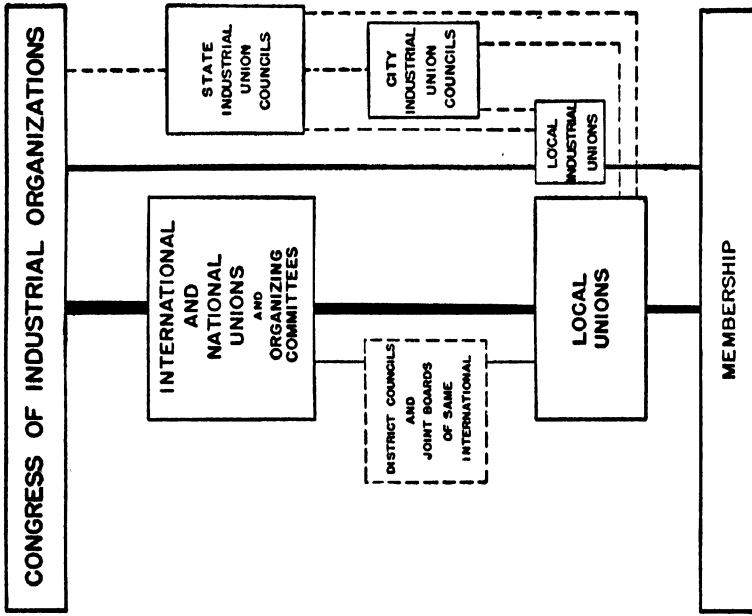 CONGRESS OF INDUSTRIAL ORGANIZATIONS
STATE
INDUSTRIAL
UNION
COUNCILS
CITY
INDUSTRIAL
UNION
COUNCILS
LOCAL
INDUSTRIAL
UNIONS
INTERNATIONAL
AND
NATIONAL
UNIONS
AND
ORGANIZING
COMMITTEES
DISTRICT COUNCILS
AND
JOINT BOARDS
OF SAME
INTERNATIONAL
LOCAL
UNIONS
MEMBERSHIP